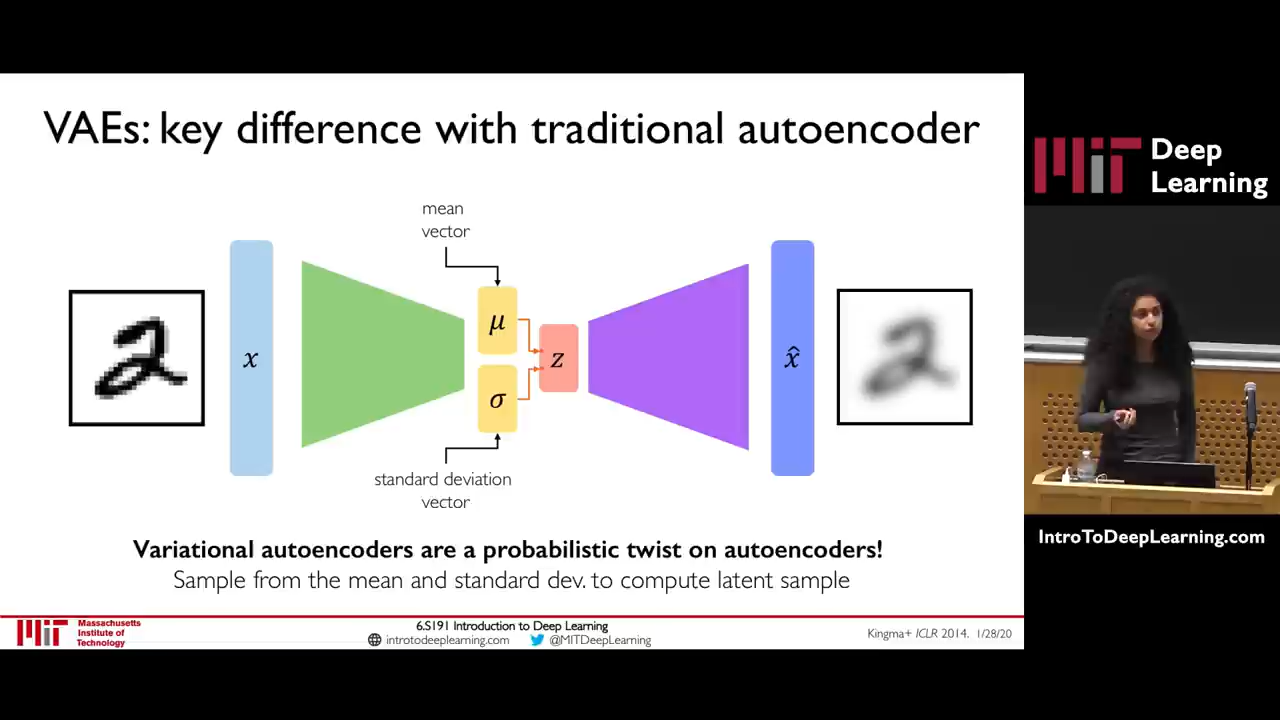 VAEs: key difference with traditional autoencoder
MIT Deep
Learning
mean
vector
x
μ
σ
z
x̂
standard deviation
vector
Variational autoencoders are a probabilistic twist on autoencoders!
Sample from the mean and standard dev. to compute latent sample
IntroToDeepLearning.com
MIT Massachusetts
Institute of
Technology
6.S191 Introduction to Deep Learning
introtodeeplearning.com @MITDeepLearning
Kingma+ ICLR 2014. 1/28/20